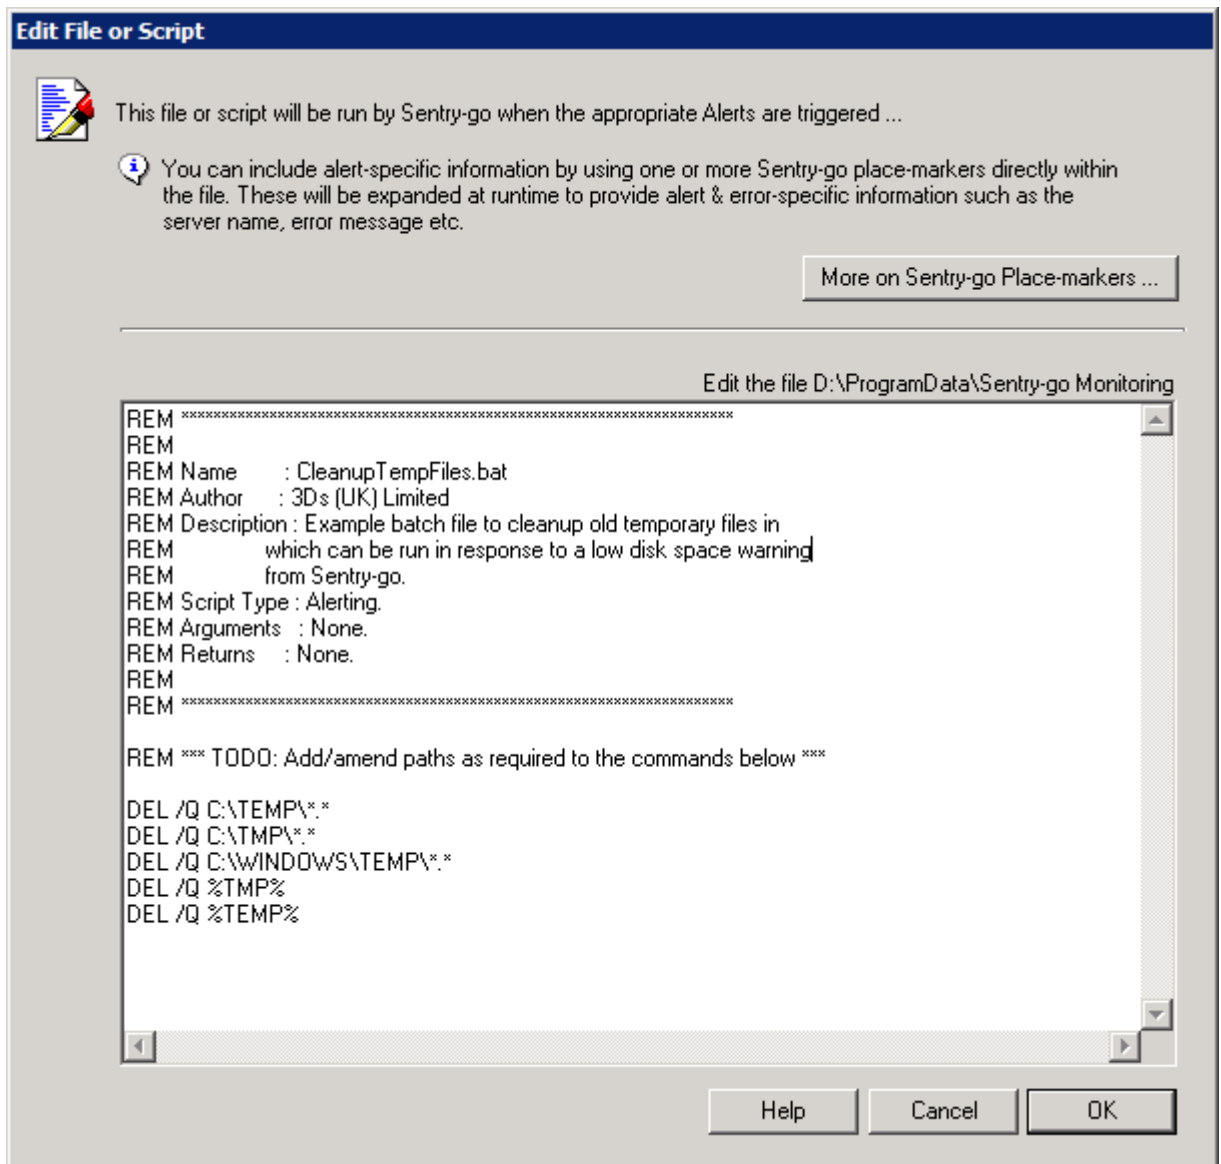 Edit File or Script
This file or script will be run by Sentry-go when the appropriate Alerts are triggered ...
You can include alert-specific information by using one or more Sentry-go place-markers directly within
the file. These will be expanded at runtime to provide alert & error-specific information such as the
server name, error message etc.
More on Sentry-go Place-markers ...
Edit the file D:\ProgramData\Sentry-go Monitoring
REM *********************************************************************
REM
REM Name : CleanupTempFiles.bat
REM Author : 3Ds (UK) Limited
REM Description : Example batch file to cleanup old temporary files in
REM which can be run in response to a low disk space warning
REM from Sentry-go.
REM Script Type : Alerting.
REM Arguments : None.
REM Returns : None.
REM
REM *********************************************************************
REM *** TODO: Add/amend paths as required to the commands below ***
DEL /Q C:\TEMP\*.*
DEL /Q C:\TMP\*.*
DEL /Q C:\WINDOWS\TEMP\*.*
DEL /Q %TMP%
DEL /Q %TEMP%
Help Cancel OK